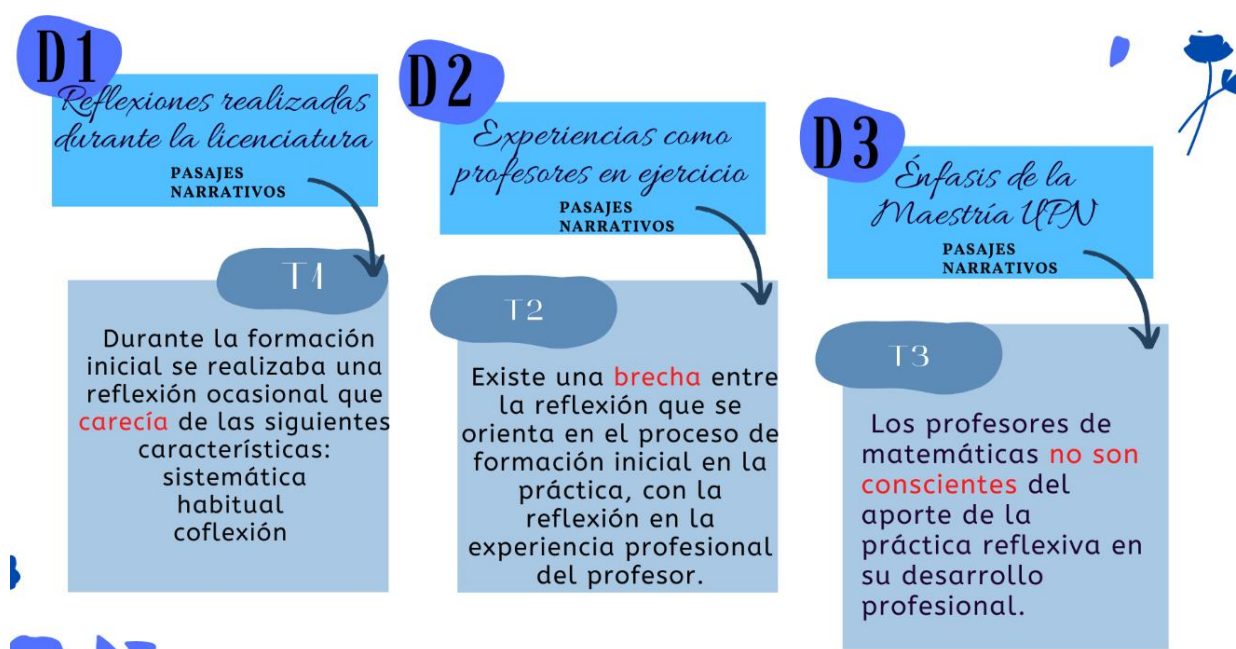 D1
Reflexiones realizadas
durante la licenciatura
PASAJES
NARRATIVOS
T1
Durante la formación
inicial se realizaba una
reflexión ocasional que
carecía de las siguientes
características:
sistemática
habitual
coflexión
D2
Experiencias como
profesores en ejercicio
PASAJES
NARRATIVOS
T2
Existe una brecha entre
la reflexión que se
orienta en el proceso de
formación inicial en la
práctica, con la
reflexión en la
experiencia profesional
del profesor.
D3
Énfasis de la
Maestría UPN
PASAJES
NARRATIVOS
T3
Los profesores de
matemáticas no son
conscientes del
aporte de la
práctica reflexiva en
su desarrollo
profesional.